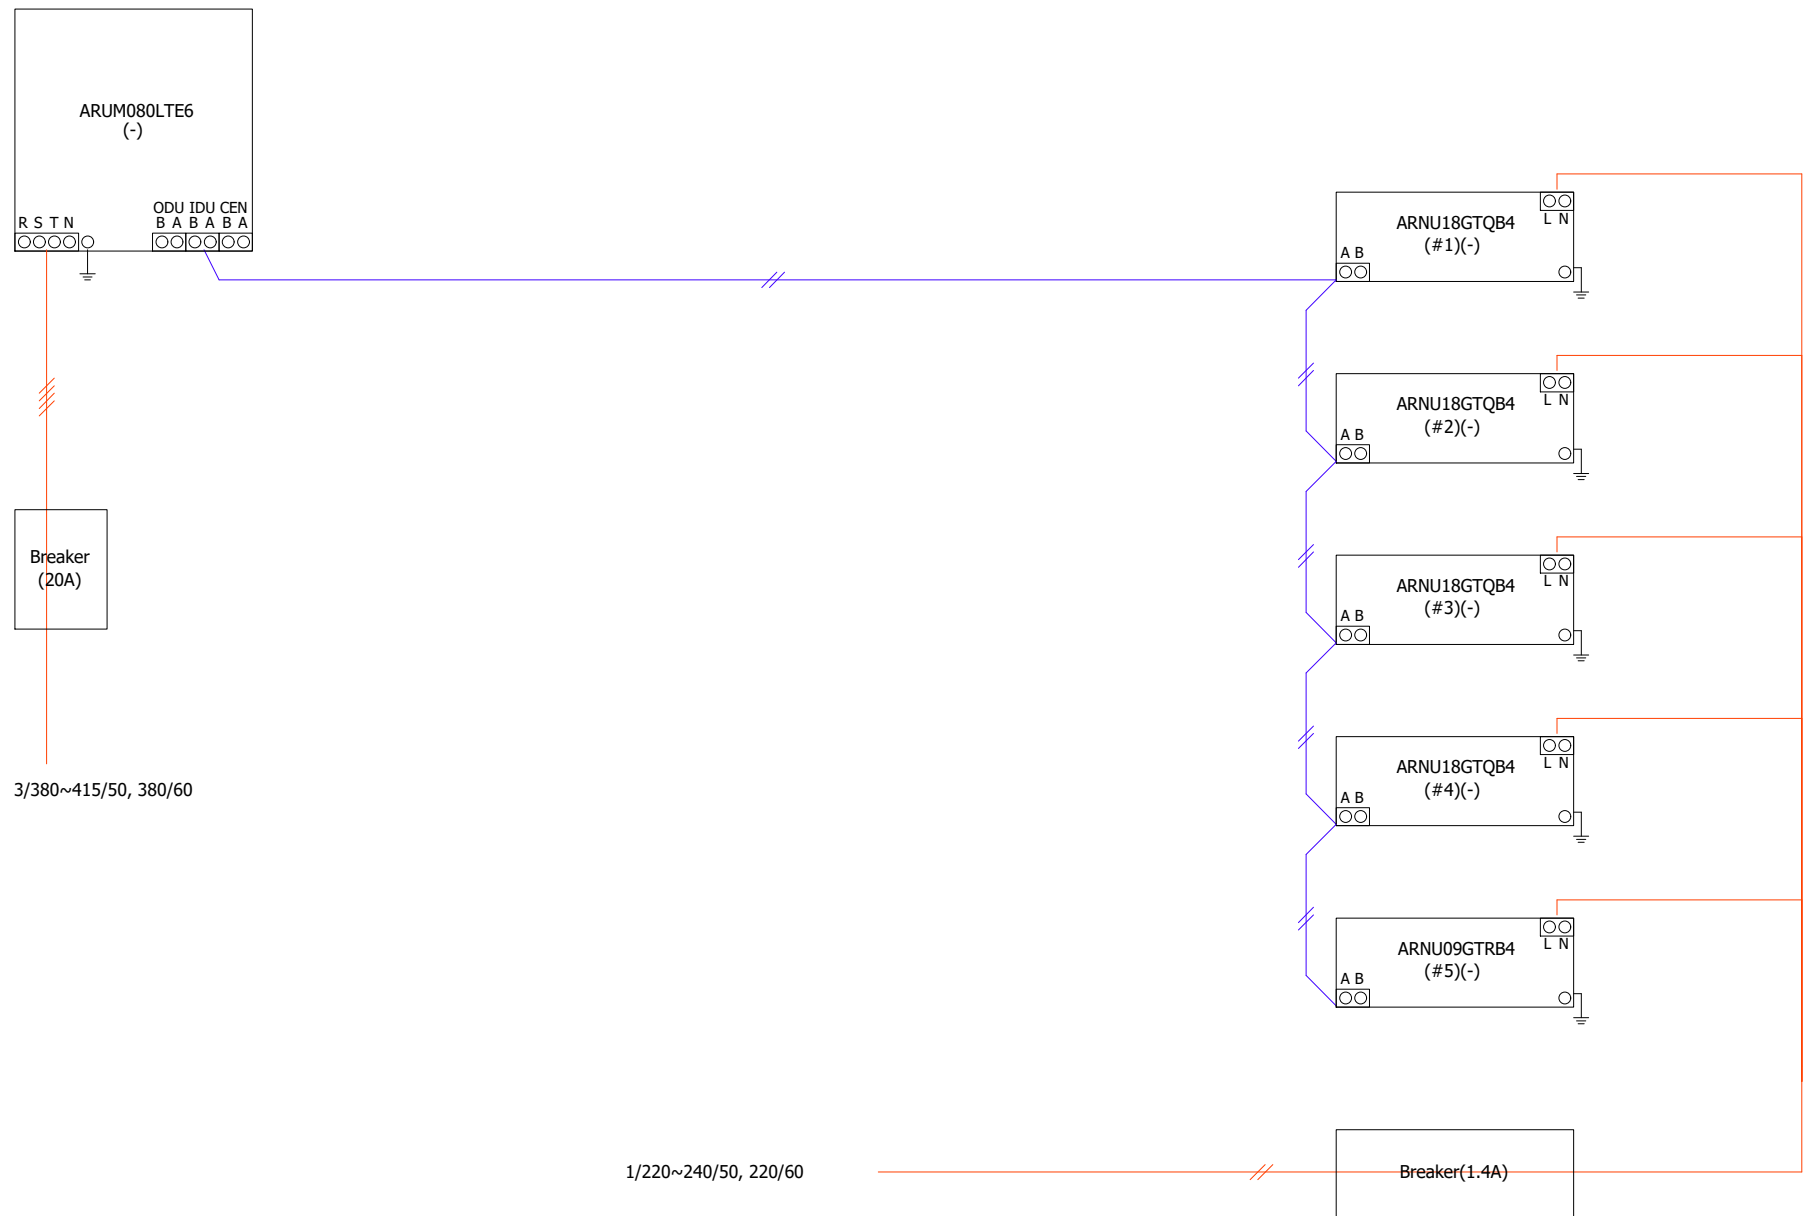 ARUM080LTE6
(-)
ODU IDU CEN
R S T N
B A B A B A
L N
ARNU18GTQB4
(#1)(-)
A B
L N
ARNU18GTQB4
(#2)(-)
A B
Breaker
(20A)
L N
ARNU18GTQB4
(#3)(-)
A B
3/380~415/50, 380/60
L N
ARNU18GTQB4
(#4)(-)
A B
L N
ARNU09GTRB4
(#5)(-)
A B
1/220~240/50, 220/60
Breaker(1.4A)